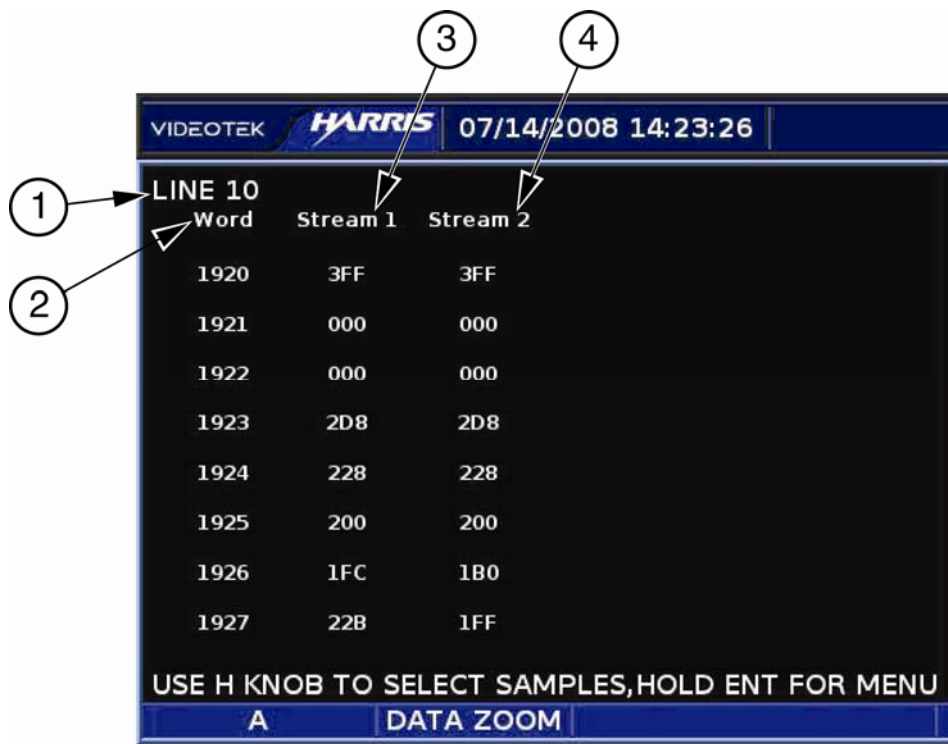 3 4
VIDEOTEK HARRIS 07/14/2008 14:23:26
1 LINE 10
2 Word Stream 1 Stream 2
1920 3FF 3FF
1921 000 000
1922 000 000
1923 2D8 2D8
1924 228 228
1925 200 200
1926 1FC 1B0
1927 22B 1FF
USE H KNOB TO SELECT SAMPLES,HOLD ENT FOR MENU
A DATA ZOOM